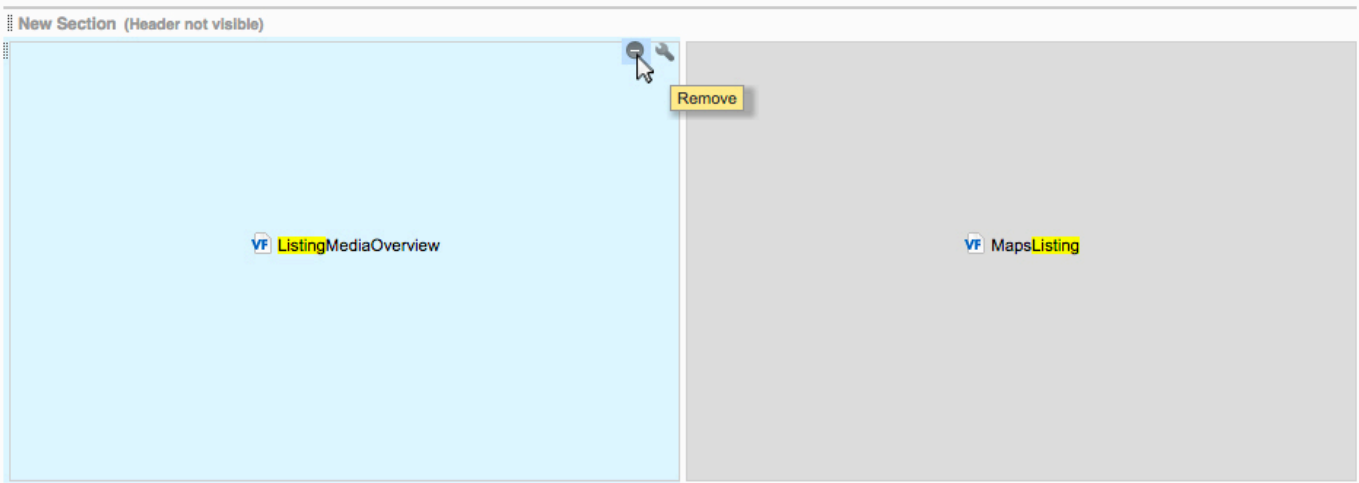 New Section (Header not visible)
Remove
VF ListingMediaOverview
VF MapsListing